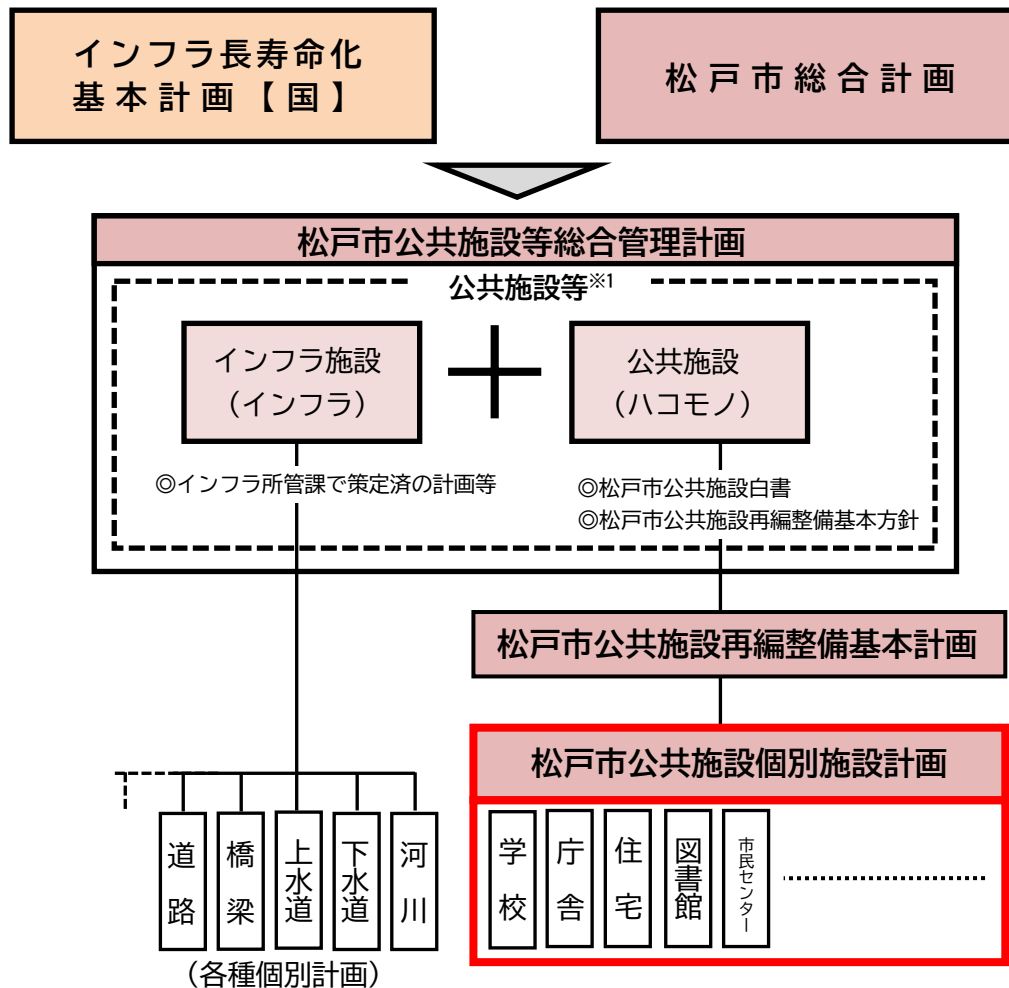 インフラ長寿命化
基本計画【国】
松戸市総合計画
松戸市公共施設等総合管理計画
公共施設等※1
インフラ施設
（インフラ）
公共施設
（ハコモノ）
◎インフラ所管課で策定済の計画等
◎松戸市公共施設白書
◎松戸市公共施設再編整備基本方針
松戸市公共施設再編整備基本計画
松戸市公共施設個別施設計画
道路
橋梁
上水道
下水道
河川
（各種個別計画）
学校
庁舎
住宅
図書館
市民センター